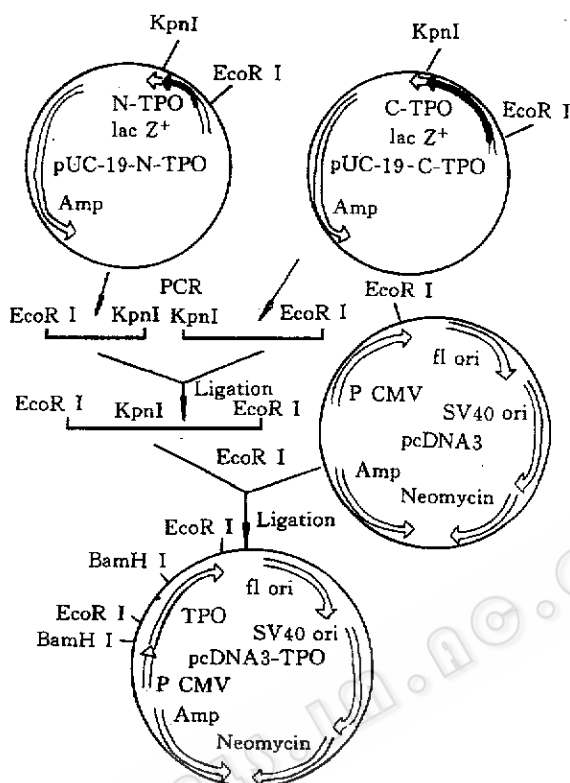 KpnI
EcoR I
N-TPO
lac Z+
pUC-19-N-TPO
Amp
KpnI
EcoR I
C-TPO
lac Z+
pUC-19-C-TPO
Amp
PCR
EcoR I KpnI KpnI EcoR I
Ligation
EcoR I KpnI EcoR I
EcoR I
fl ori
P CMV
SV40 ori
pcDNA3
Amp
Neomycin
EcoR I
Ligation
EcoR I
BamH I
EcoR I
BamH I
fl ori
TPO
SV40 ori
pcDNA3-TPO
P CMV
Amp
Neomycin